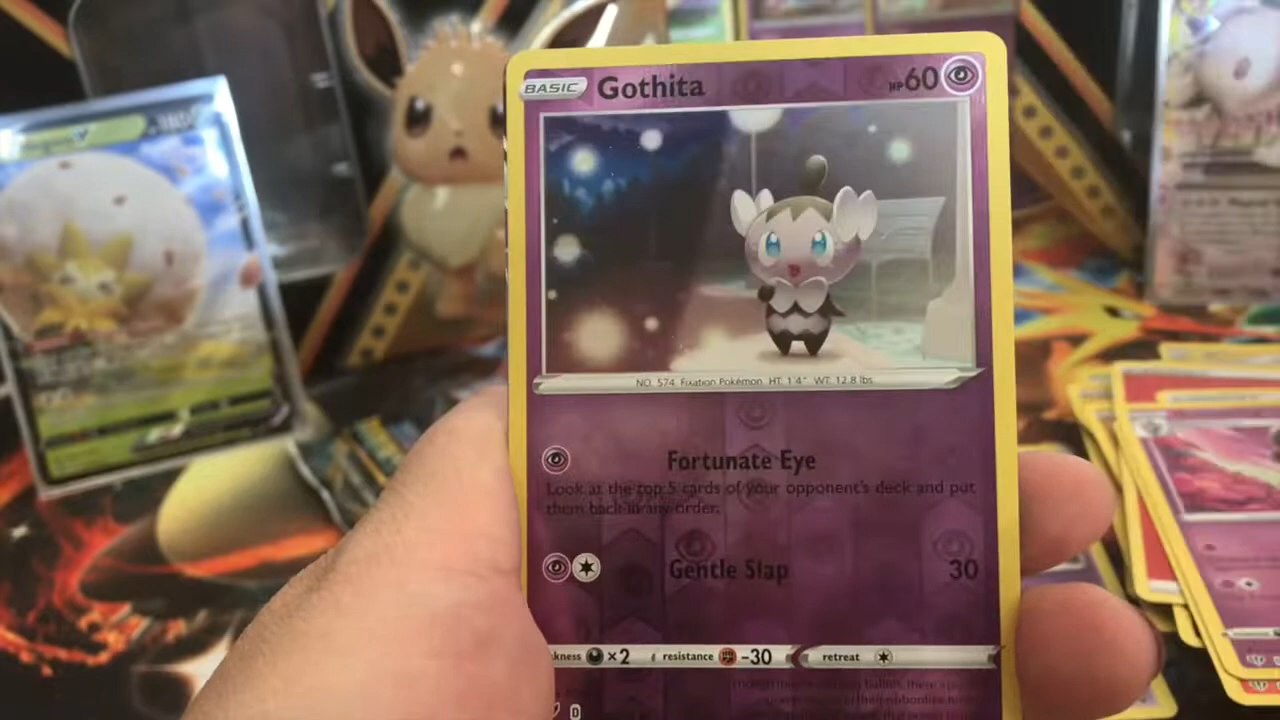 BASIC Gothita HP60
NO. 574 Fixation Pokémon HT: 1'4" WT: 12.8 lbs
Fortunate Eye
Look at the top 5 cards of your opponent's deck and put
them back in any order.
Gentle Slap 30
kness ×2 resistance -30 retreat